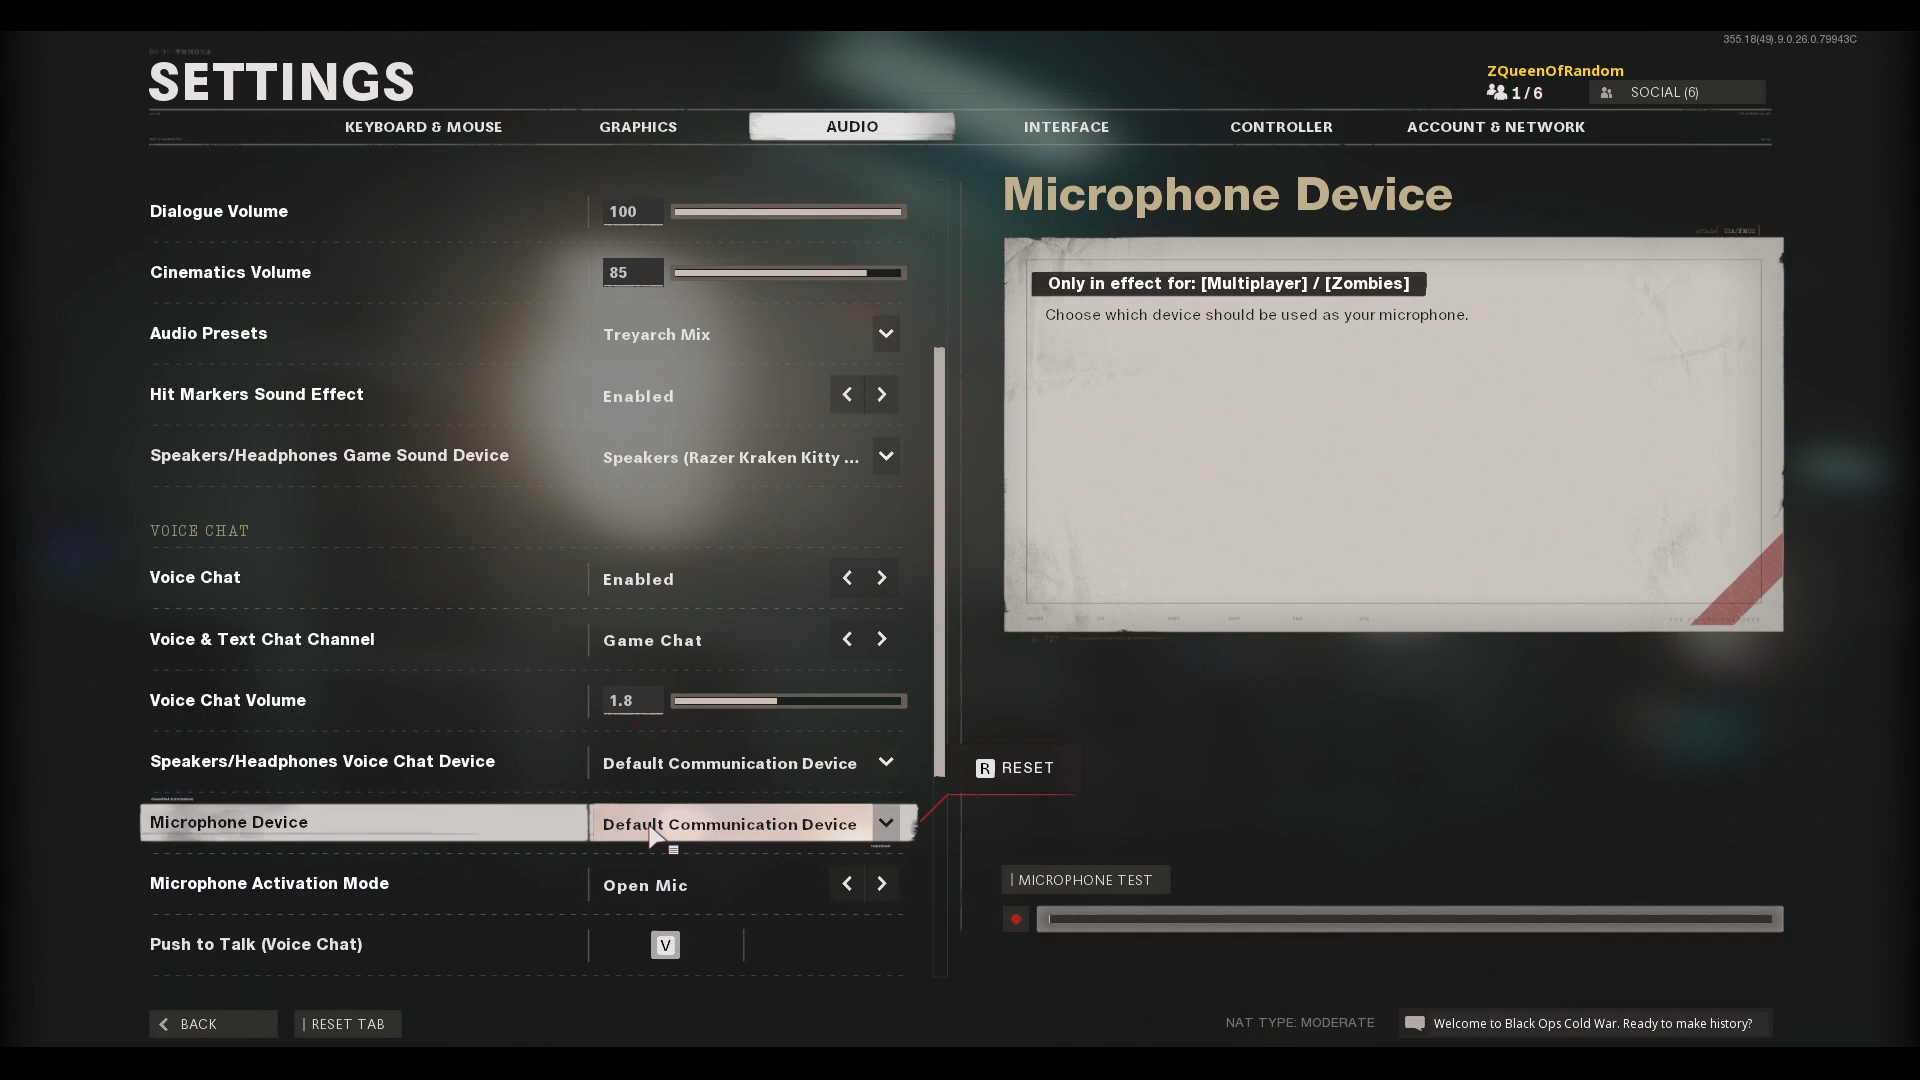 355.18(49).9.0.26.0.79943C
SETTINGS
ZQueenOfRandom
1/6
SOCIAL (6)
KEYBOARD & MOUSE
GRAPHICS
AUDIO
INTERFACE
CONTROLLER
ACCOUNT & NETWORK
Dialogue Volume
100
Cinematics Volume
85
Audio Presets
Treyarch Mix
Hit Markers Sound Effect
Enabled
Speakers/Headphones Game Sound Device
Speakers (Razer Kraken Kitty ...
VOICE CHAT
Voice Chat
Enabled
Voice & Text Chat Channel
Game Chat
Voice Chat Volume
1.8
Speakers/Headphones Voice Chat Device
Default Communication Device
Microphone Device
Default Communication Device
R RESET
Microphone Activation Mode
Open Mic
Push to Talk (Voice Chat)
V
Microphone Device
Only in effect for: [Multiplayer] / [Zombies]
Choose which device should be used as your microphone.
MICROPHONE TEST
BACK
RESET TAB
NAT TYPE: MODERATE
Welcome to Black Ops Cold War. Ready to make history?